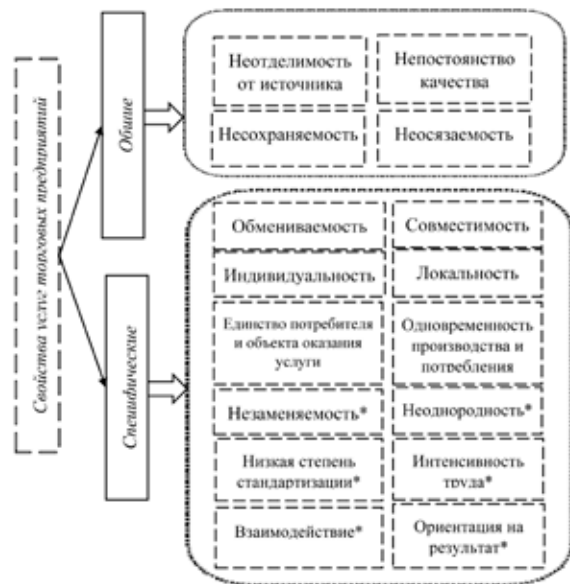 Свойства услуг торговых предприятий
Общие
Неотделимость
от источника
Непостоянство
качества
Несохраняемость
Неосязаемость
Специфические
Обмениваемость
Совместимость
Индивидуальность
Локальность
Единство потребителя
и объекта оказания
услуги
Одновременность
производства и
потребления
Незаменяемость*
Неоднородность*
Низкая степень
стандартизации*
Интенсивность
труда*
Взаимодействие*
Ориентация на
результат*